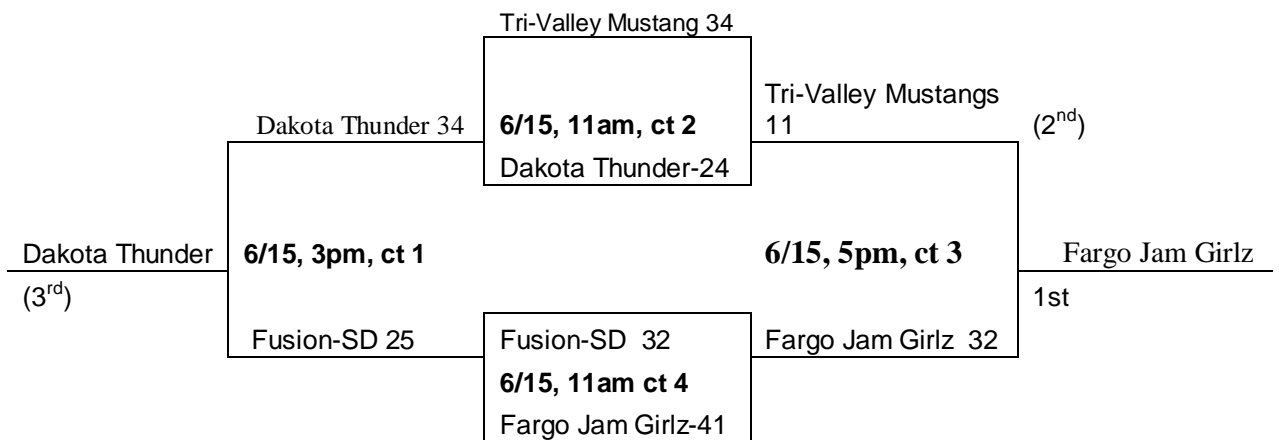 Tri-Valley Mustang 34
Tri-Valley Mustangs
Dakota Thunder 34 6/15, 11am, ct 2 11 (2nd)
Dakota Thunder-24
Dakota Thunder 6/15, 3pm, ct 1 6/15, 5pm, ct 3 Fargo Jam Girlz
(3rd) 1st
Fusion-SD 25 Fusion-SD 32 Fargo Jam Girlz 32
6/15, 11am ct 4
Fargo Jam Girlz-41